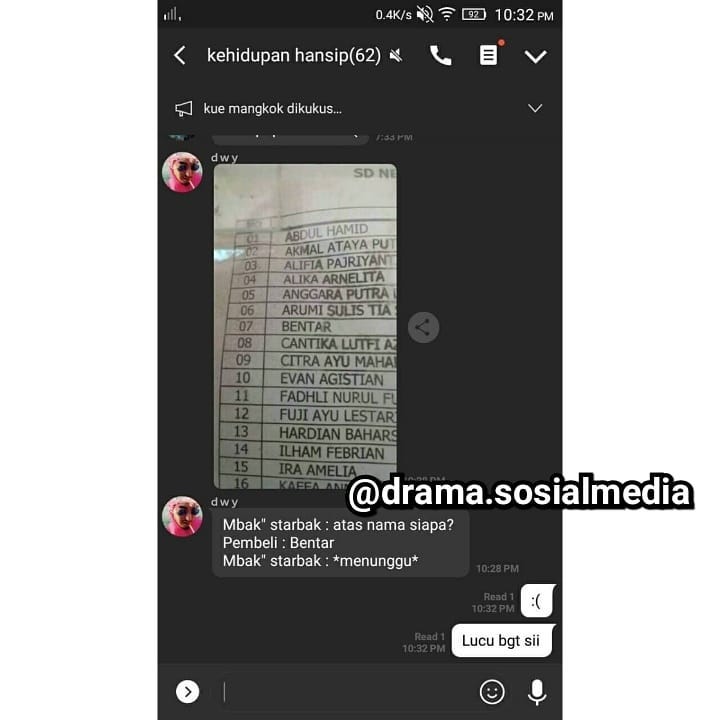 0.4K/s 92 10:32 PM
kehidupan hansip(62)
kue mangkok dikukus...
7:33 PM
dwy
SD NE
01 ABDUL HAMID
02 AKMAL ATAYA PUT
03 ALIFIA PAJRIYANT
04 ALIKA ARNELITA
05 ANGGARA PUTRA
06 ARUMI SULIS TIA
07 BENTAR
08 CANTIKA LUTFI AZ
09 CITRA AYU MAHA
10 EVAN AGISTIAN
11 FADHLI NURUL FU
12 FUJI AYU LESTAR
13 HARDIAN BAHARS
14 ILHAM FEBRIAN
15 IRA AMELIA
16 KAFFA
@drama.sosialmedia
dwy
Mbak" starbak : atas nama siapa?
Pembeli : Bentar
Mbak" starbak : *menunggu*
10:28 PM
Read 1
10:32 PM
:(
Read 1
10:32 PM
Lucu bgt sii